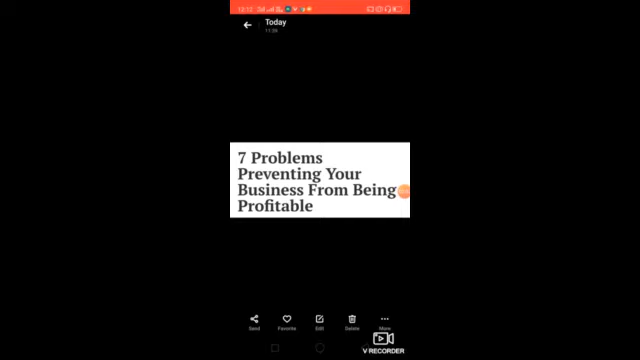 Today
11:26
7 Problems
Preventing Your
Business From Being
Profitable
Send Favorite Edit Delete More
V RECORDER